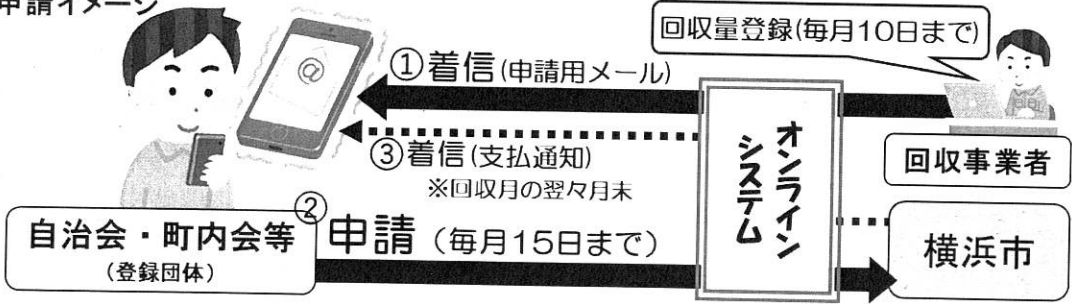 申請イメージ
回収量登録(毎月10日まで)
@
①着信(申請用メール)
③着信(支払通知)
※回収月の翌々月末
オンライン
システム
回収事業者
自治会・町内会等
(登録団体)
②申請(毎月15日まで)
横浜市